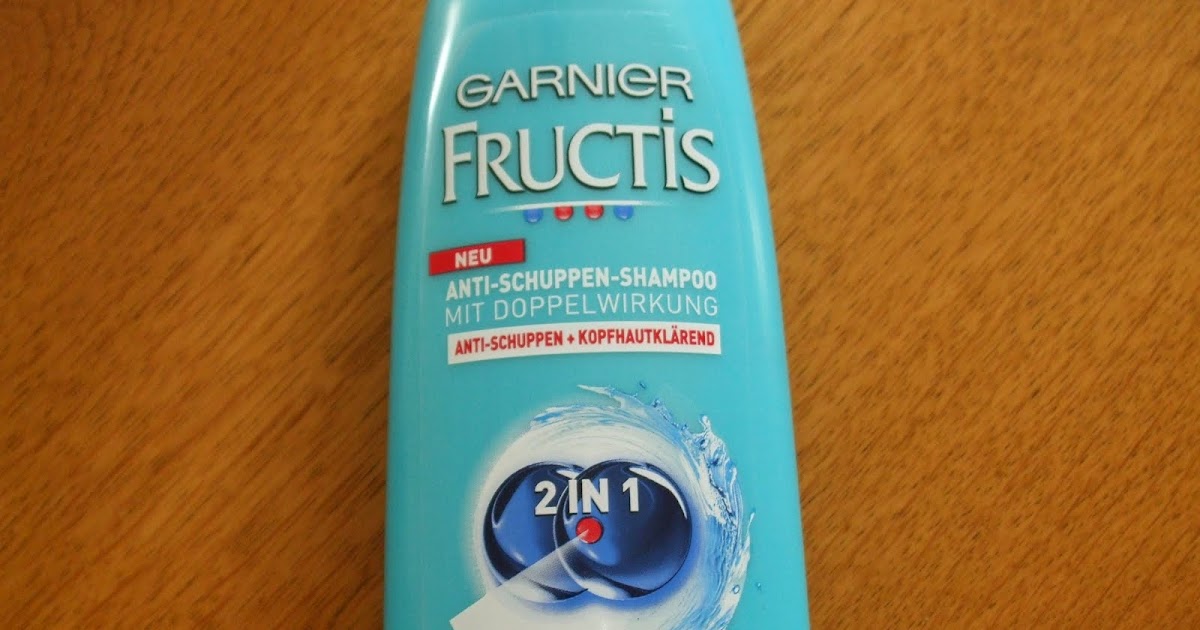 GARNIER
FRUCTIS
NEU
ANTI-SCHUPPEN-SHAMPOO
MIT DOPPELWIRKUNG
ANTI-SCHUPPEN + KOPFHAUTKLÄREND
2 IN 1